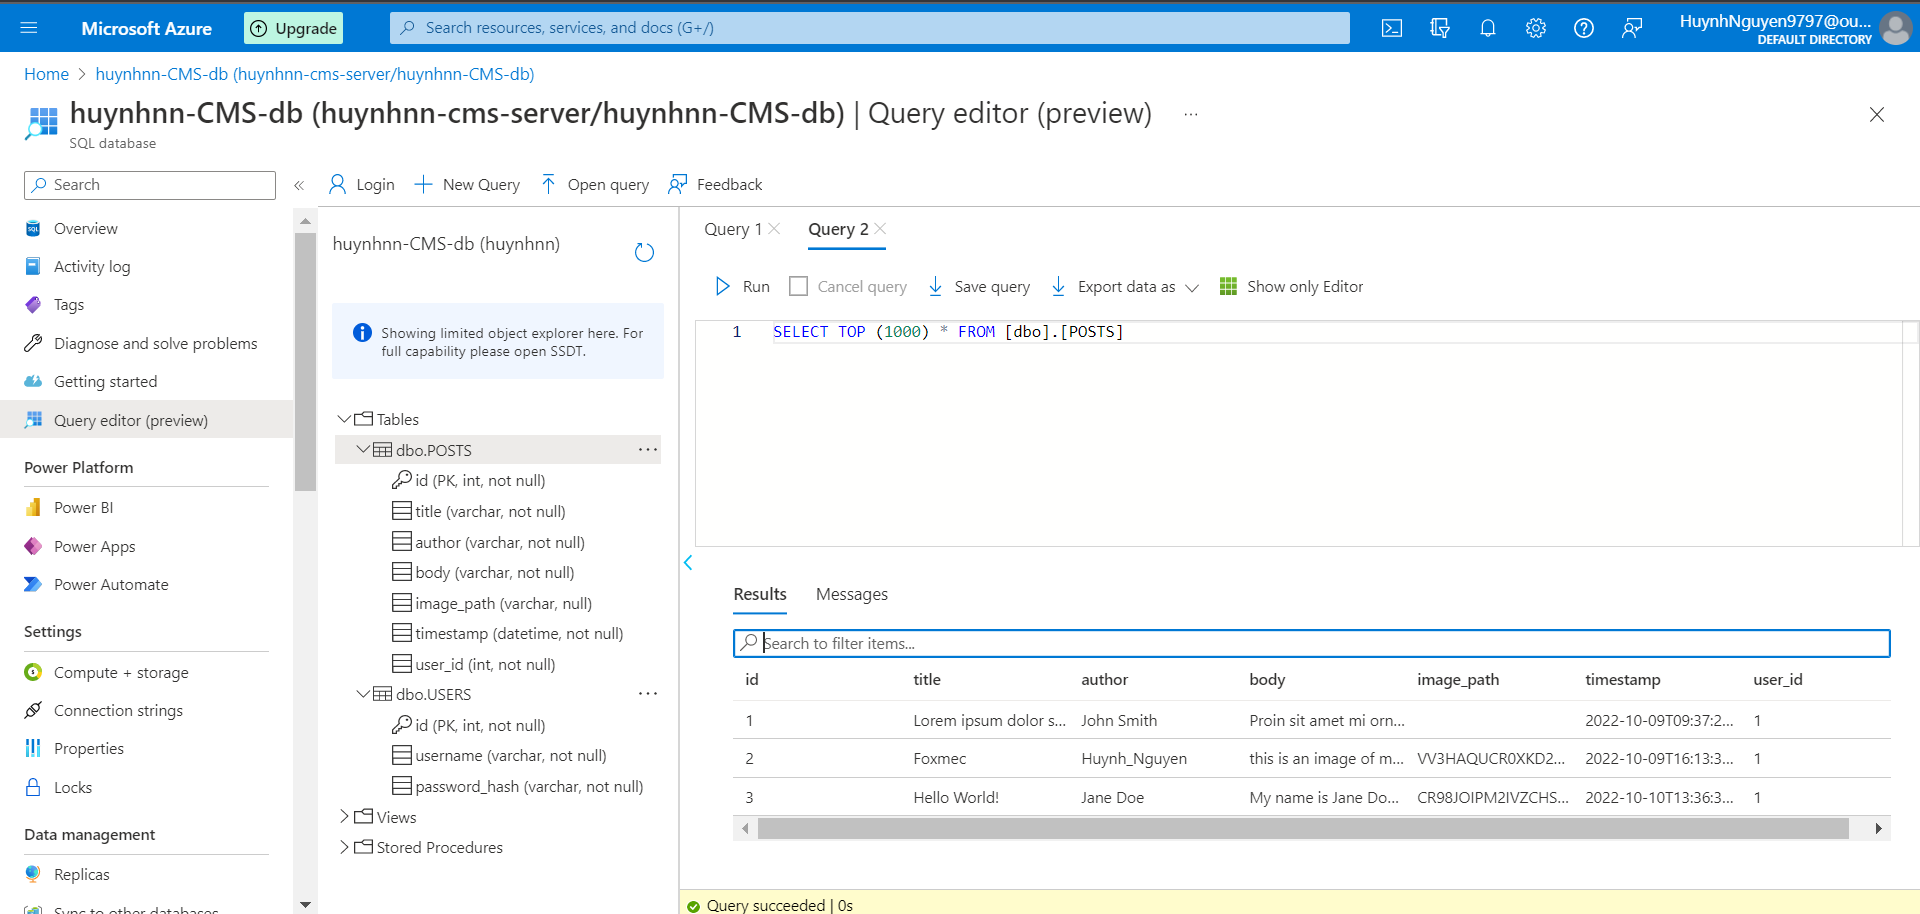 Microsoft Azure
Upgrade
Search resources, services, and docs (G+/)
HuynhNguyen9797@ou...
DEFAULT DIRECTORY
Home > huynhnn-CMS-db (huynhnn-cms-server/huynhnn-CMS-db)
huynhnn-CMS-db (huynhnn-cms-server/huynhnn-CMS-db) | Query editor (preview) ...
SQL database
Search
Overview
Activity log
Tags
Diagnose and solve problems
Getting started
Query editor (preview)
Power Platform
Power BI
Power Apps
Power Automate
Settings
Compute + storage
Connection strings
Properties
Locks
Data management
Replicas
Sync to other databases
Login
New Query
Open query
Feedback
huynhnn-CMS-db (huynhnn)
Showing limited object explorer here. For
full capability please open SSDT.
Tables
dbo.POSTS
id (PK, int, not null)
title (varchar, not null)
author (varchar, not null)
body (varchar, not null)
image_path (varchar, null)
timestamp (datetime, not null)
user_id (int, not null)
dbo.USERS
id (PK, int, not null)
username (varchar, not null)
password_hash (varchar, not null)
Views
Stored Procedures
Query 1
Query 2
Run
Cancel query
Save query
Export data as
Show only Editor
1 SELECT TOP (1000) * FROM [dbo].[POSTS]
Results
Messages
Search to filter items...
id title author body image_path timestamp user_id
1 Lorem ipsum dolor s... John Smith Proin sit amet mi orn... 2022-10-09T09:37:2... 1
2 Foxmec Huynh_Nguyen this is an image of m... VV3HAQUCR0XKD2... 2022-10-09T16:13:3... 1
3 Hello World! Jane Doe My name is Jane Do... CR98JOIPM2IVZCHS... 2022-10-10T13:36:3... 1
Query succeeded | 0s